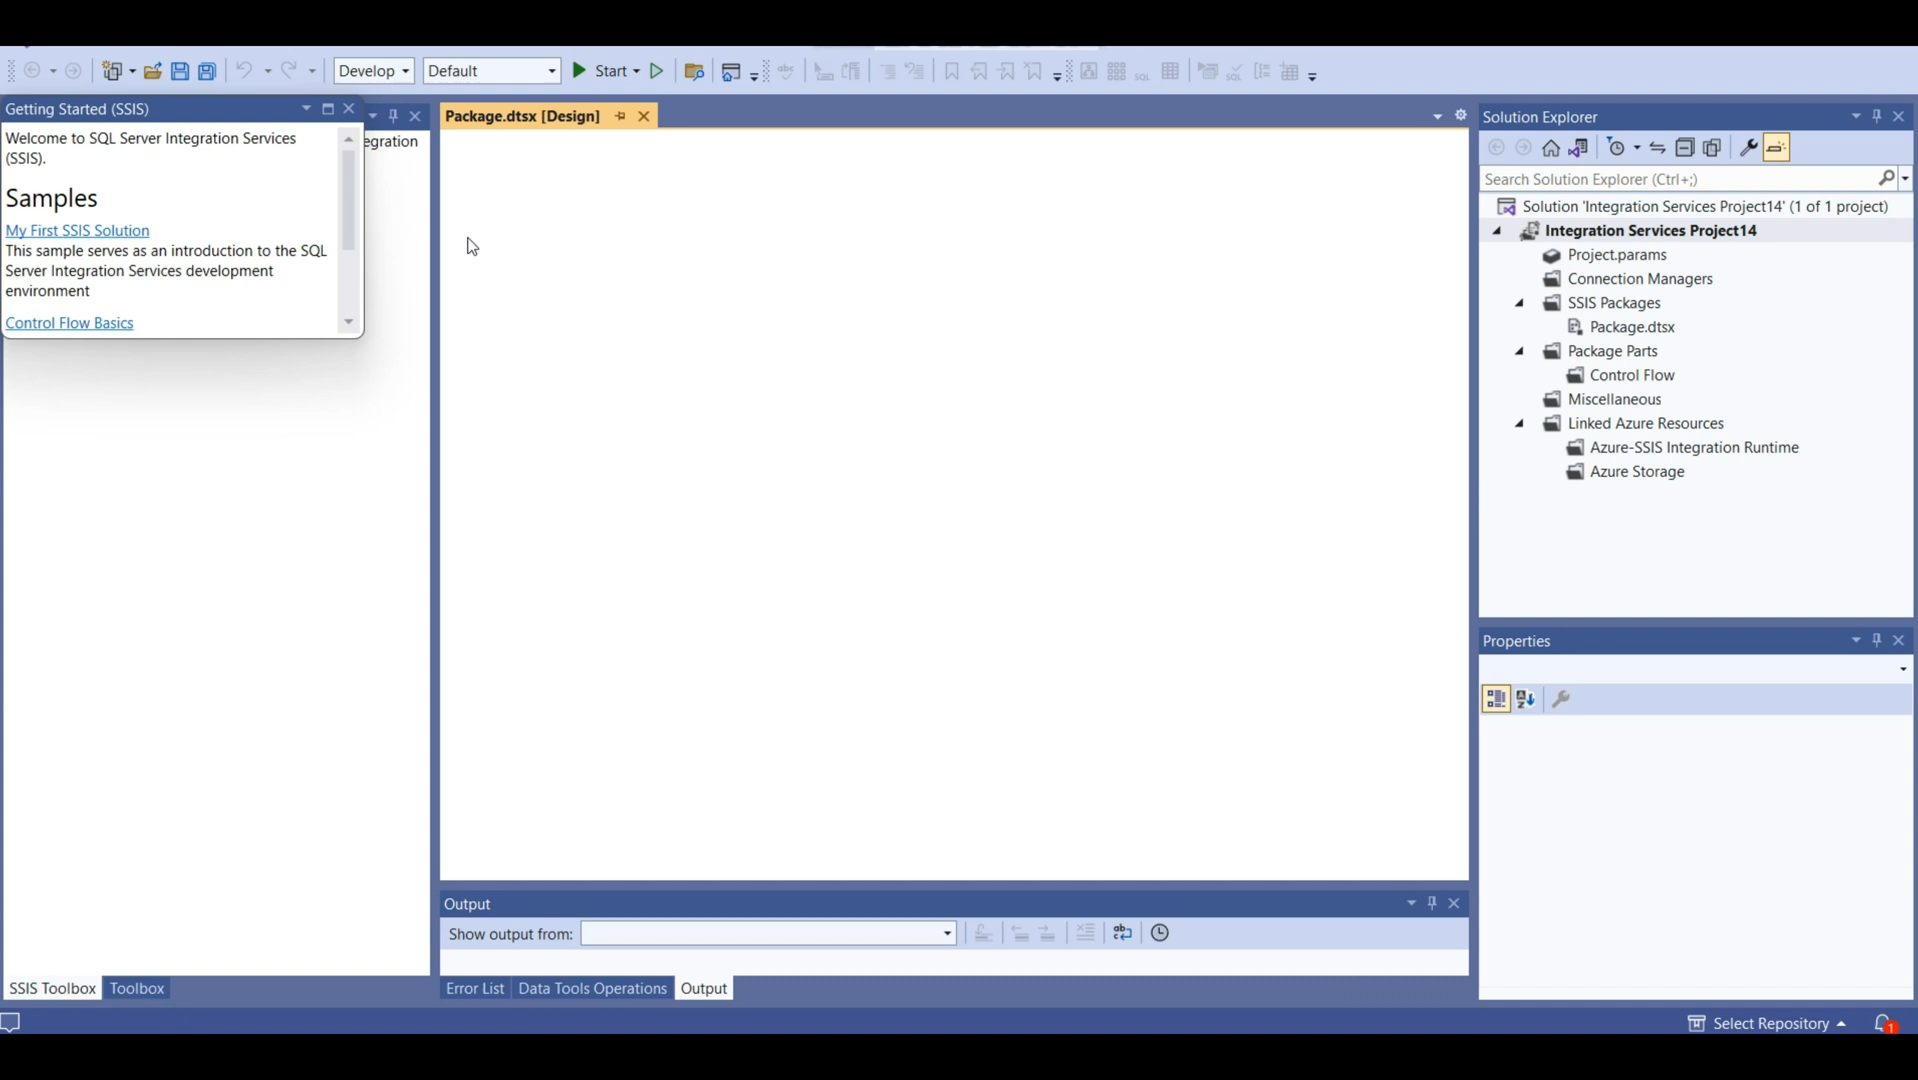 Develop
Default
Start
Getting Started (SSIS)
Welcome to SQL Server Integration Services
(SSIS).
Samples
My First SSIS Solution
This sample serves as an introduction to the SQL
Server Integration Services development
environment
Control Flow Basics
egration
SSIS Toolbox
Toolbox
Package.dtsx [Design]
Output
Show output from:
Error List
Data Tools Operations
Output
Solution Explorer
Search Solution Explorer (Ctrl+;)
Solution 'Integration Services Project14' (1 of 1 project)
Integration Services Project14
Project.params
Connection Managers
SSIS Packages
Package.dtsx
Package Parts
Control Flow
Miscellaneous
Linked Azure Resources
Azure-SSIS Integration Runtime
Azure Storage
Properties
Select Repository
1